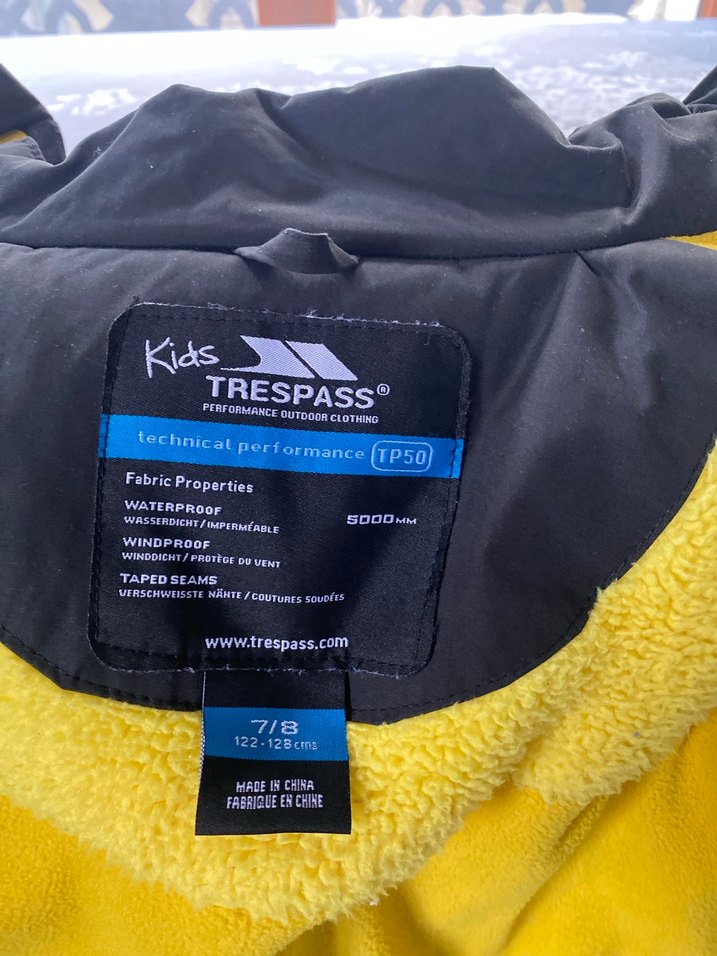 Kids
TRESPASS®
PERFORMANCE OUTDOOR CLOTHING
technical performance TP50
Fabric Properties
WATERPROOF 5000MM
WASSERDICHT/IMPERMÉABLE
WINDPROOF
WINDDICHT/PROTÈGE DU VENT
TAPED SEAMS
VERSCHWEISSTE NÄHTE/COUTURES SOUDÉES
www.trespass.com
7/8
122-128cms
MADE IN CHINA
FABRIQUE EN CHINE